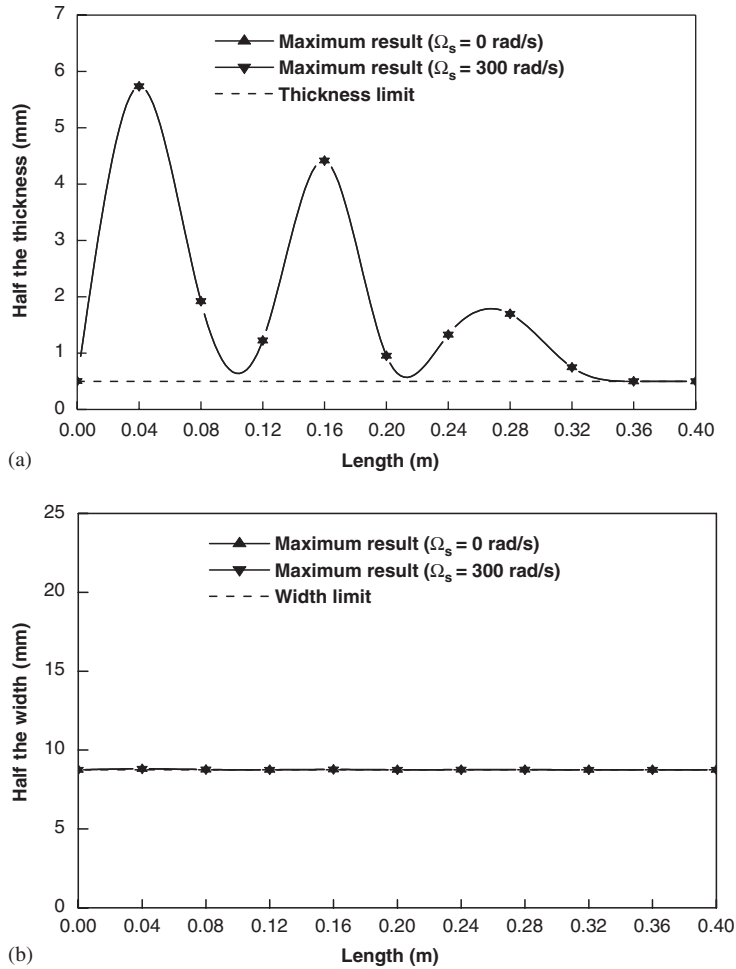 7
6
5
4
3
2
1
0
Half the thickness (mm)
Maximum result (Ωs = 0 rad/s)
Maximum result (Ωs = 300 rad/s)
Thickness limit
0.00 0.04 0.08 0.12 0.16 0.20 0.24 0.28 0.32 0.36 0.40
Length (m)
(a)
25
20
15
10
5
0
Half the width (mm)
Maximum result (Ωs = 0 rad/s)
Maximum result (Ωs = 300 rad/s)
Width limit
0.00 0.04 0.08 0.12 0.16 0.20 0.24 0.28 0.32 0.36 0.40
Length (m)
(b)